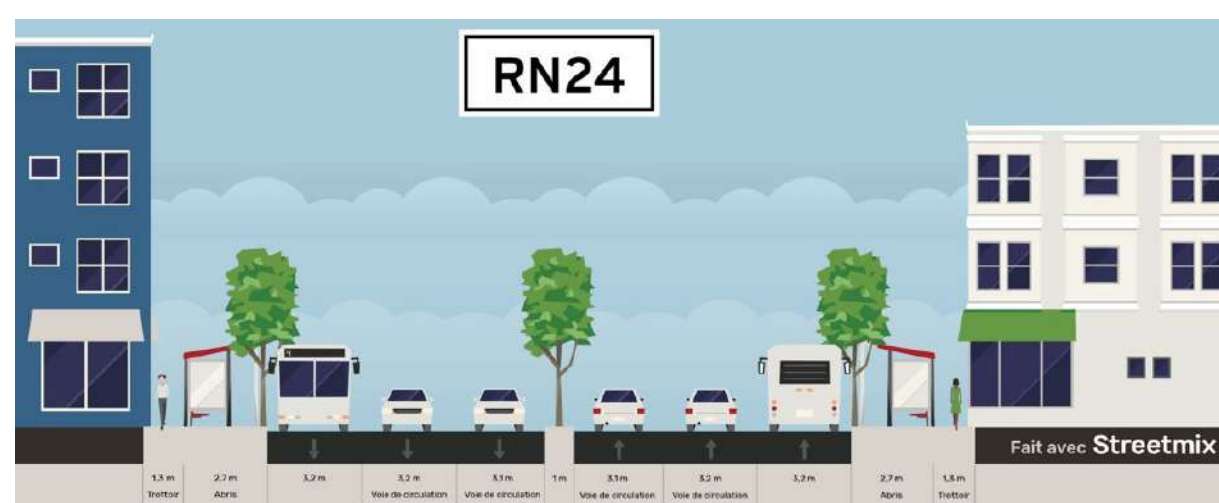 RN24
Fait avec Streetmix
1,3 m 2,7 m 3,2 m 3,2 m 3,1 m 1 m 3,1 m 3,2 m 3,2 m 2,7 m 1,3 m
Trottoir Abris Voie de circulation Voie de circulation Voie de circulation Voie de circulation Abris Trottoir